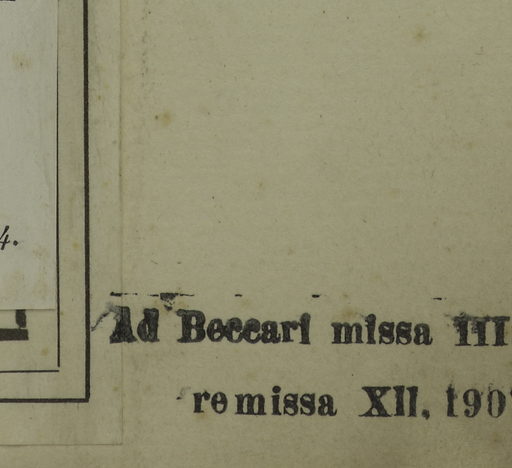 4.
Ad Beccari missa III
remissa XII. 190